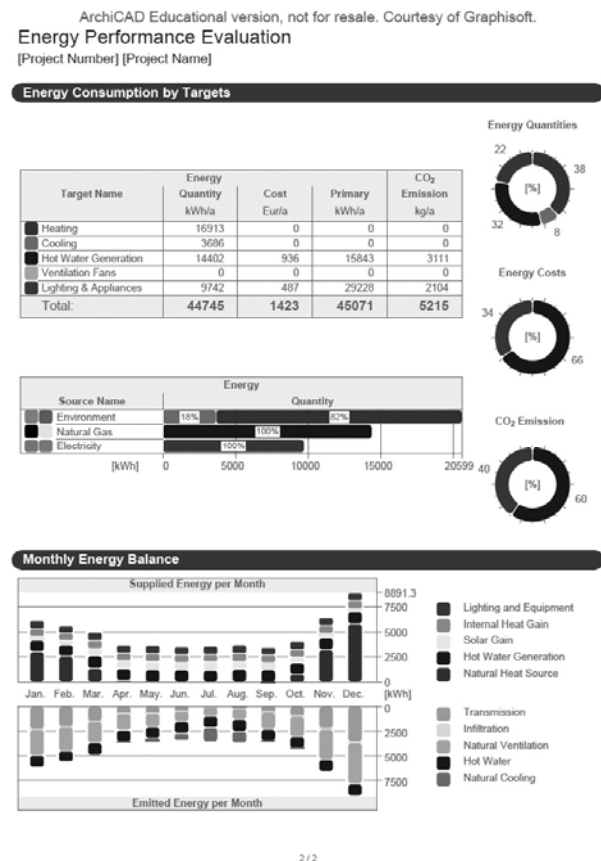 ArchiCAD Educational version, not for resale. Courtesy of Graphisoft.
Energy Performance Evaluation
[Project Number] [Project Name]
Energy Consumption by Targets
Energy Quantities
22
38
[%]
32
8
Energy CO₂
Target Name Quantity Cost Primary Emission
kWh/a Eur/a kWh/a kg/a
Heating 16913 0 0 0
Cooling 3686 0 0 0
Hot Water Generation 14402 936 15843 3111
Ventilation Fans 0 0 0 0
Lighting & Appliances 9742 487 29228 2104
Total: 44745 1423 45071 5215
Energy Costs
34
[%]
66
Energy
Source Name Quantity
Environment 18% 82%
Natural Gas 100%
Electricity 100%
[kWh] 0 5000 10000 15000 20599
CO₂ Emission
40
[%]
60
Monthly Energy Balance
Supplied Energy per Month
8891.3
7500
5000
2500
0
Lighting and Equipment
Internal Heat Gain
Solar Gain
Hot Water Generation
Natural Heat Source
Jan. Feb. Mar. Apr. May. Jun. Jul. Aug. Sep. Oct. Nov. Dec. [kWh]
0
2500
5000
7500
Transmission
Infiltration
Natural Ventilation
Hot Water
Natural Cooling
Emitted Energy per Month
2 / 2